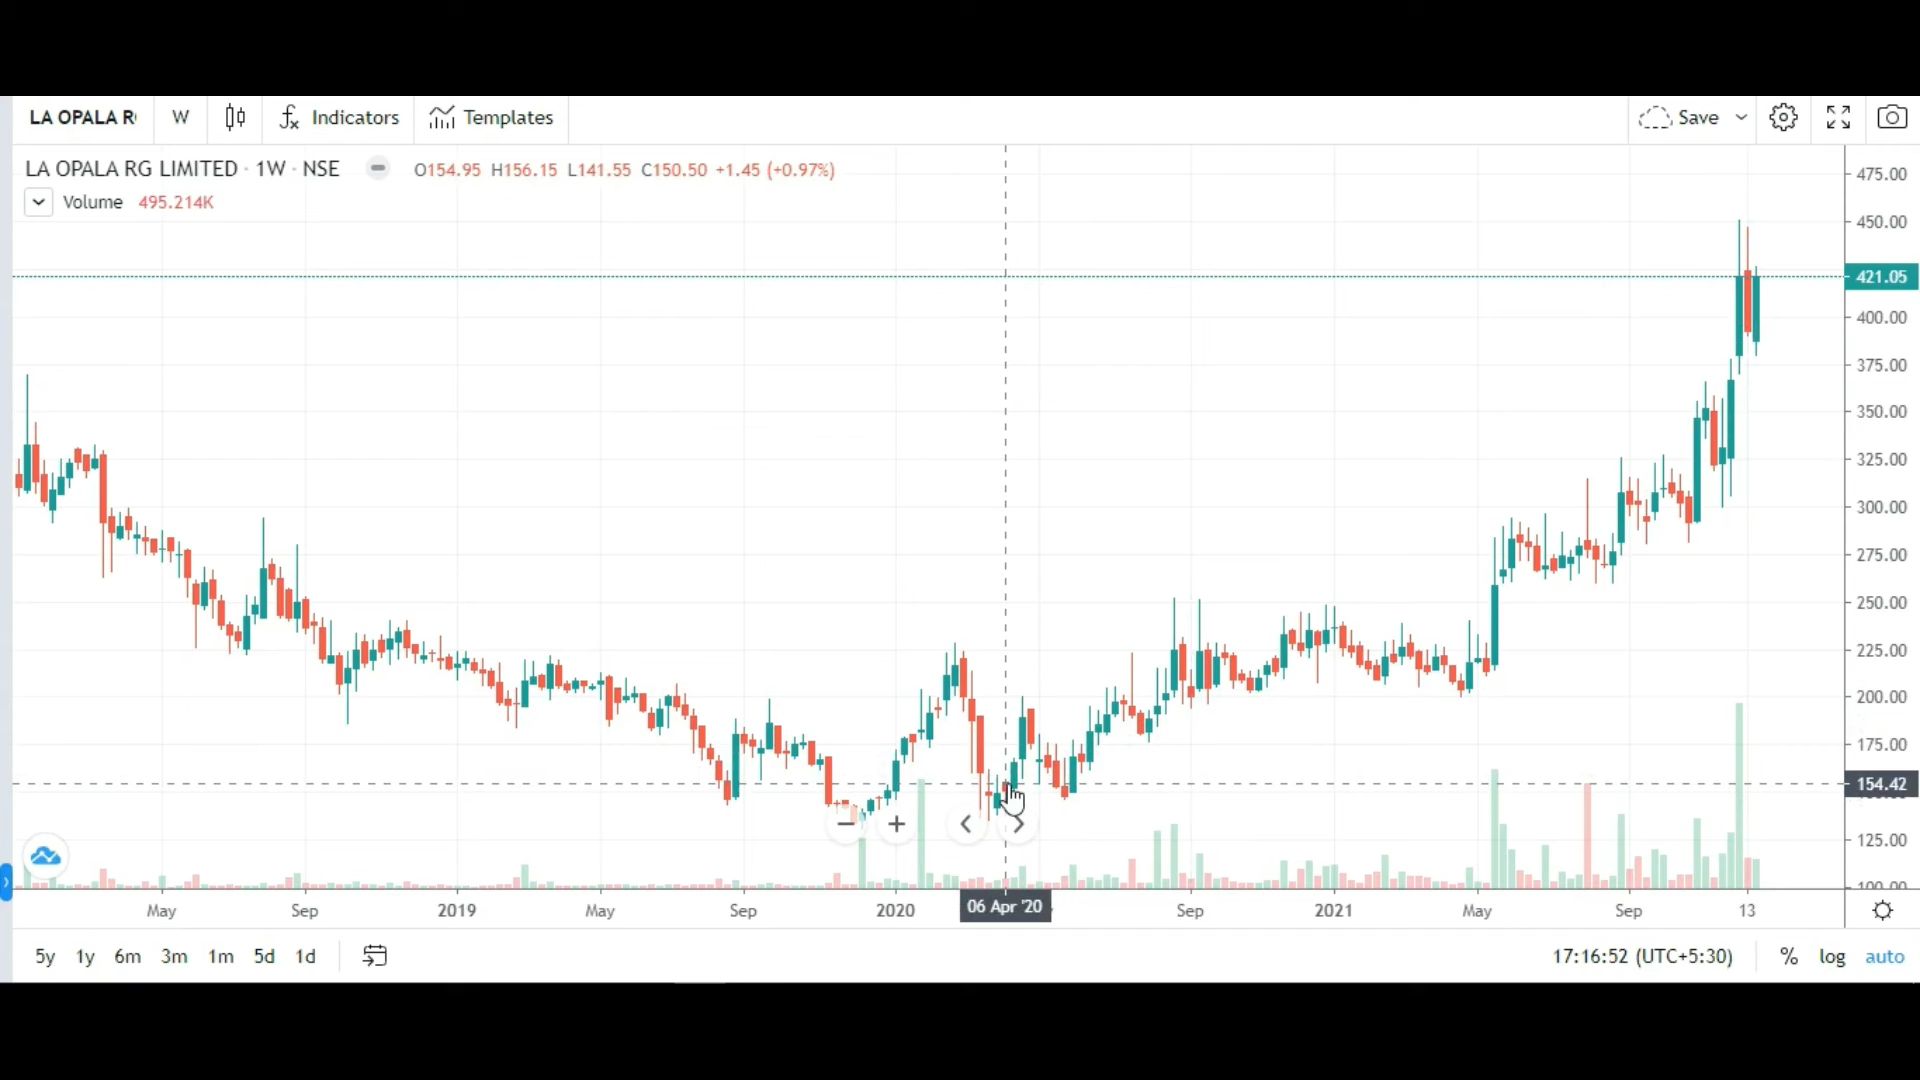 LA OPALA R
W
Indicators
Templates
Save
LA OPALA RG LIMITED · 1W · NSE
O154.95 H156.15 L141.55 C150.50 +1.45 (+0.97%)
Volume 495.214K
475.00
450.00
421.05
400.00
375.00
350.00
325.00
300.00
275.00
250.00
225.00
200.00
175.00
154.42
125.00
100.00
May Sep 2019 May Sep 2020 06 Apr '20 Sep 2021 May Sep 13
5y 1y 6m 3m 1m 5d 1d
17:16:52 (UTC+5:30) % log auto